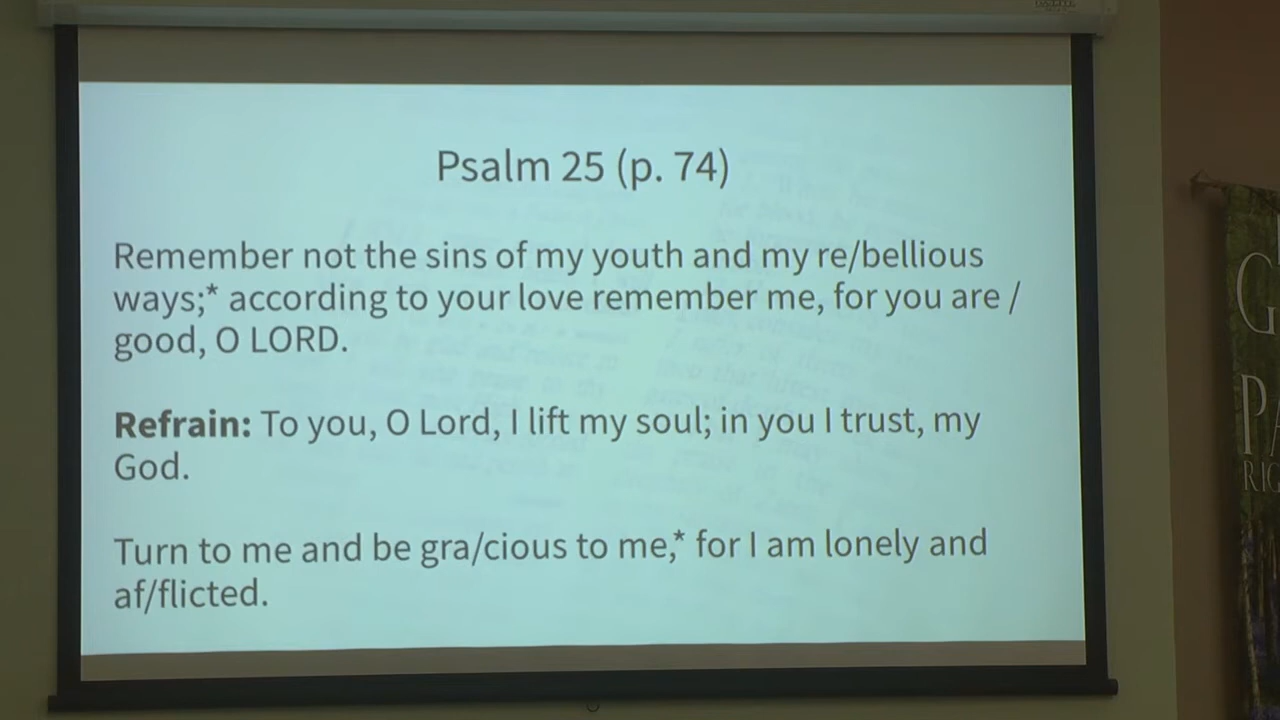 Psalm 25 (p. 74)
Remember not the sins of my youth and my re/bellious
ways;* according to your love remember me, for you are /
good, O LORD.
Refrain: To you, O Lord, I lift my soul; in you I trust, my
God.
Turn to me and be gra/cious to me,* for I am lonely and
af/flicted.